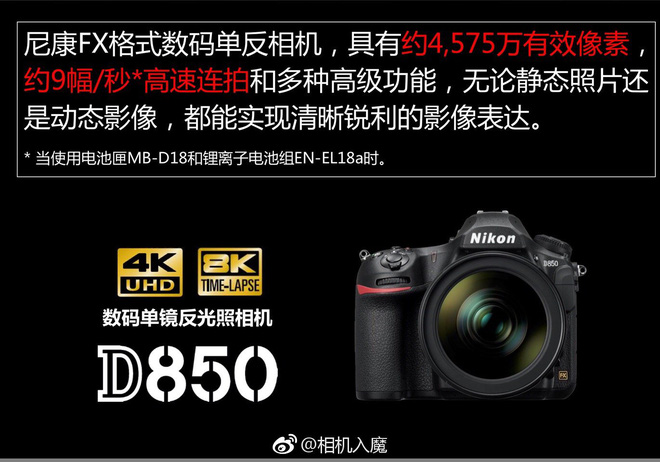 尼康FX格式数码单反相机，具有约4,575万有效像素，
约9幅/秒*高速连拍和多种高级功能，无论静态照片还
是动态影像，都能实现清晰锐利的影像表达。
* 当使用电池匣MB-D18和锂离子电池组EN-EL18a时。
4K
UHD
8K
TIME-LAPSE
数码单镜反光照相机
D850
Nikon
D850
FX
@相机入魔